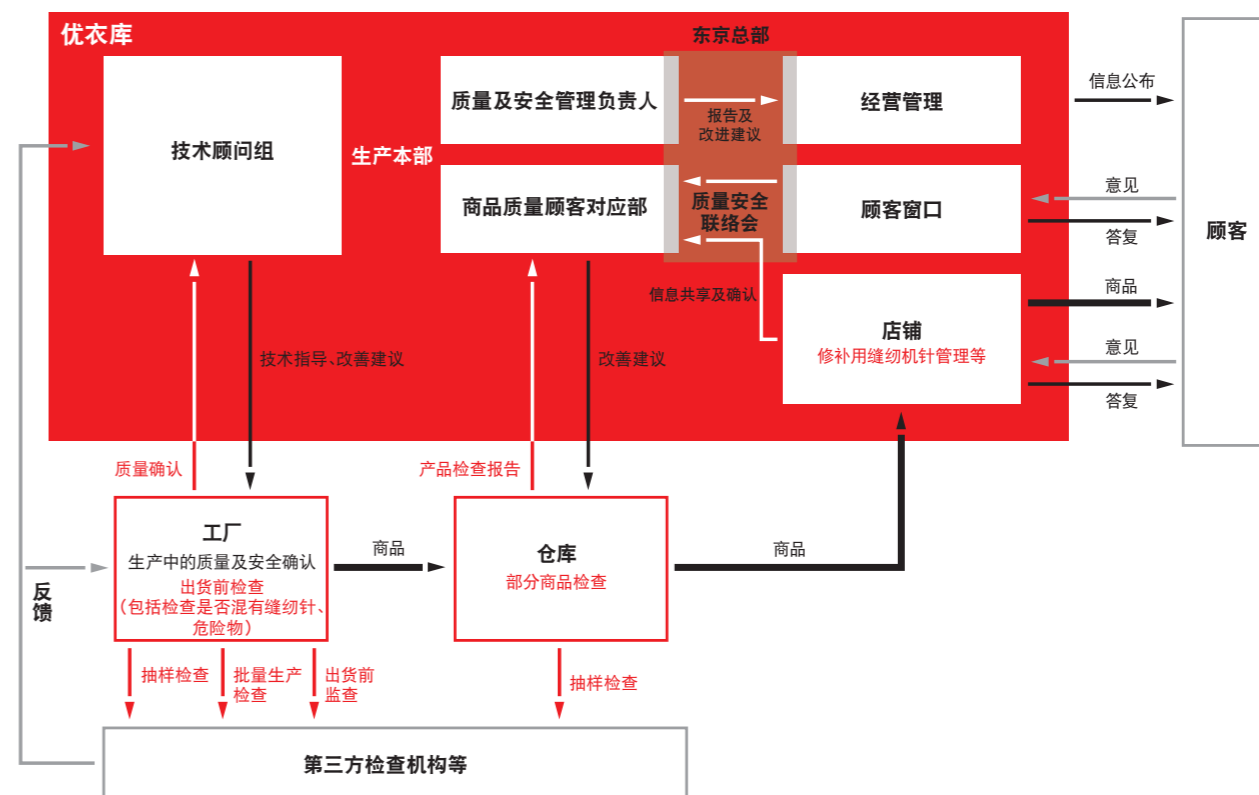 优衣库
东京总部
技术顾问组
生产本部
质量及安全管理负责人
报告及
改进建议
经营管理
信息公布
商品质量顾客对应部
质量安全
联络会
顾客窗口
意见
答复
顾客
信息共享及确认
店铺
修补用缝纫机针管理等
商品
意见
答复
技术指导、改善建议
改善建议
质量确认
产品检查报告
工厂
生产中的质量及安全确认
出货前检查
（包括检查是否混有缝纫针、
危险物）
商品
仓库
部分商品检查
商品
反
馈
抽样检查
批量生产
检查
出货前
监查
抽样检查
第三方检查机构等